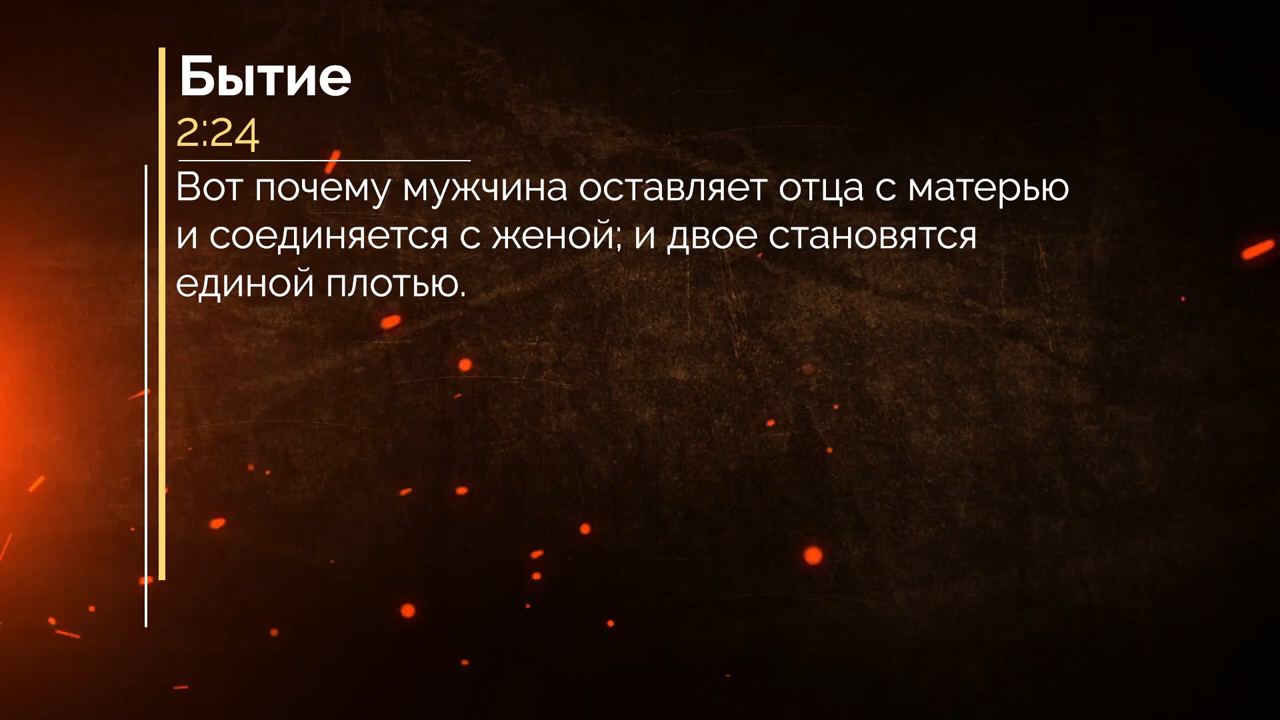 Бытие
2:24
Вот почему мужчина оставляет отца с матерью
и соединяется с женой; и двое становятся
единой плотью.